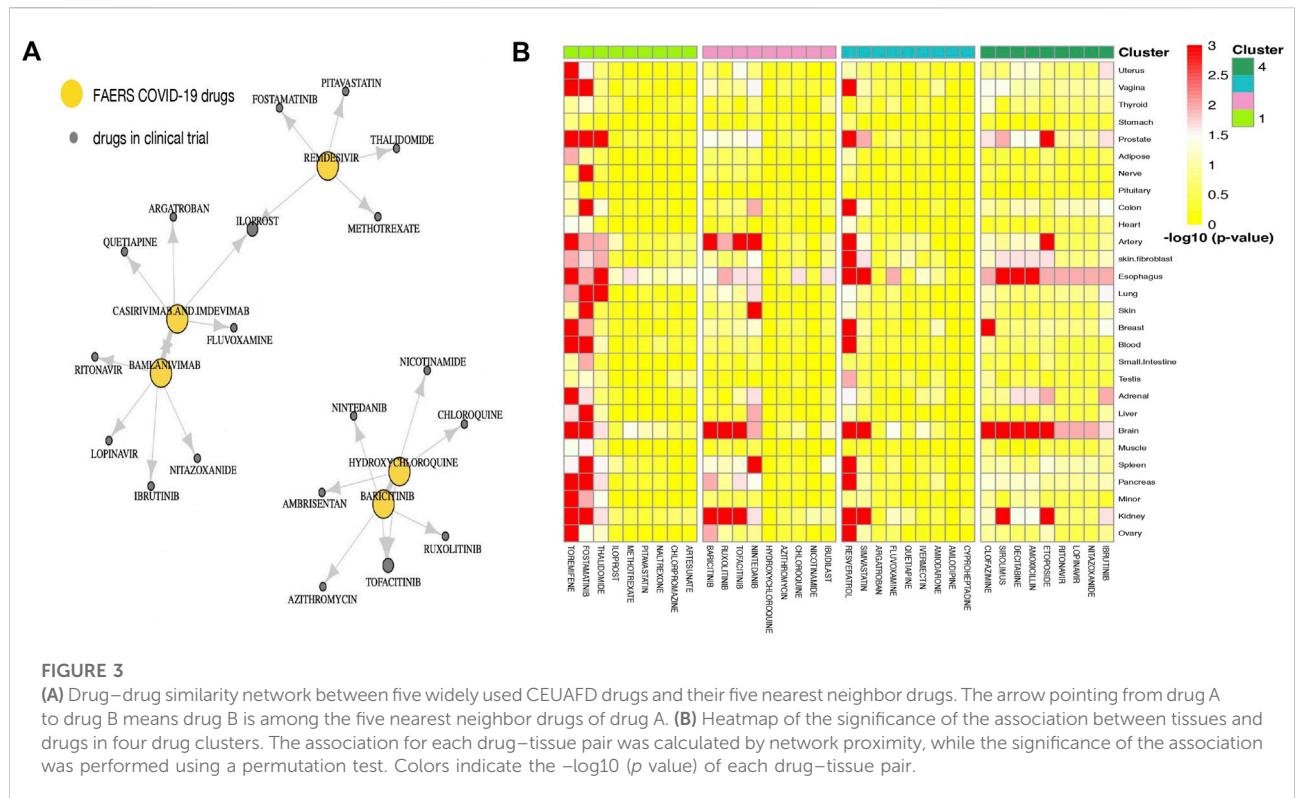 A
FAERS COVID-19 drugs
drugs in clinical trial
PITAVASTATIN
FOSTAMATINIB
THALIDOMIDE
REMDESIVIR
ARGATROBAN
ILOPROST
METHOTREXATE
QUETIAPINE
CASIRIVIMAB.AND.IMDEVIMAB
FLUVOXAMINE
RITONAVIR
BAMLANIVIMAB
NICOTINAMIDE
NINTEDANIB
CHLOROQUINE
LOPINAVIR
NITAZOXANIDE
HYDROXYCHLOROQUINE
IBRUTINIB
AMBRISENTAN
BARICITINIB
RUXOLITINIB
TOFACITINIB
AZITHROMYCIN
B
Cluster
Uterus
Vagina
Thyroid
Stomach
Prostate
Adipose
Nerve
Pituitary
Colon
Heart
Artery
skin.fibroblast
Esophagus
Lung
Skin
Breast
Blood
Small.Intestine
Testis
Adrenal
Liver
Brain
Muscle
Spleen
Pancreas
Minor
Kidney
Ovary
TOREMIFENE
FOSTAMATINIB
THALIDOMIDE
ILOPROST
METHOTREXATE
PITAVASTATIN
NALTREXONE
CHLORPROMAZINE
ARTESUNATE
BARICITINIB
RUXOLITINIB
TOFACITINIB
NINTEDANIB
HYDROXYCHLOROQUINE
AZITHROMYCIN
CHLOROQUINE
NICOTINAMIDE
IBUDILAST
RESVERATROL
SIMVASTATIN
ARGATROBAN
FLUVOXAMINE
QUETIAPINE
IVERMECTIN
AMIODARONE
AMLODIPINE
CYPROHEPTADINE
CLOFAZIMINE
SIROLIMUS
DECITABINE
AMOXICILLIN
ETOPOSIDE
RITONAVIR
LOPINAVIR
NITAZOXANIDE
IBRUTINIB
3
2.5
2
1.5
1
0.5
0
-log10 (p-value)
Cluster
4
1
FIGURE 3
(A) Drug–drug similarity network between five widely used CEUAFD drugs and their five nearest neighbor drugs. The arrow pointing from drug A
to drug B means drug B is among the five nearest neighbor drugs of drug A. (B) Heatmap of the significance of the association between tissues and
drugs in four drug clusters. The association for each drug–tissue pair was calculated by network proximity, while the significance of the association
was performed using a permutation test. Colors indicate the –log10 (p value) of each drug–tissue pair.